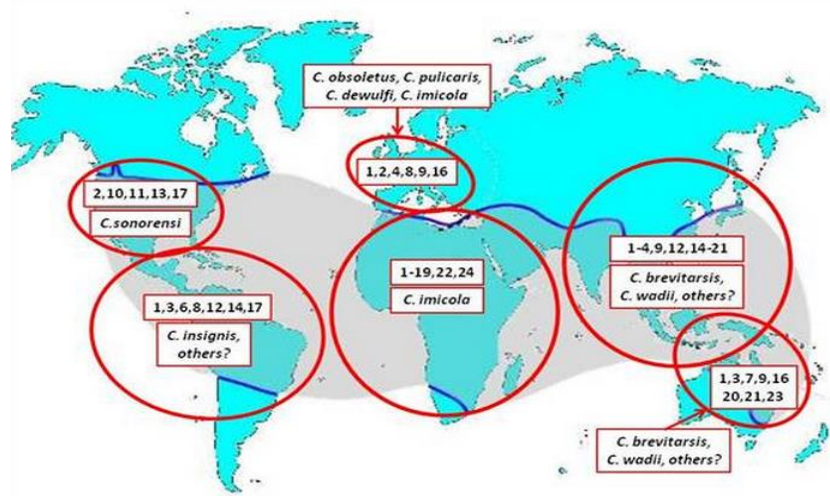 C. obsoletus, C. pulicaris,
C. dewulfi, C. imicola
1,2,4,8,9,16
2,10,11,13,17
C.sonorensi
1-19,22,24
C. imicola
1-4,9,12,14-21
C. brevitarsis,
C. wadii, others?
1,3,6,8,12,14,17
C. insignis,
others?
1,3,7,9,16
20,21,23
C. brevitarsis,
C. wadii, others?